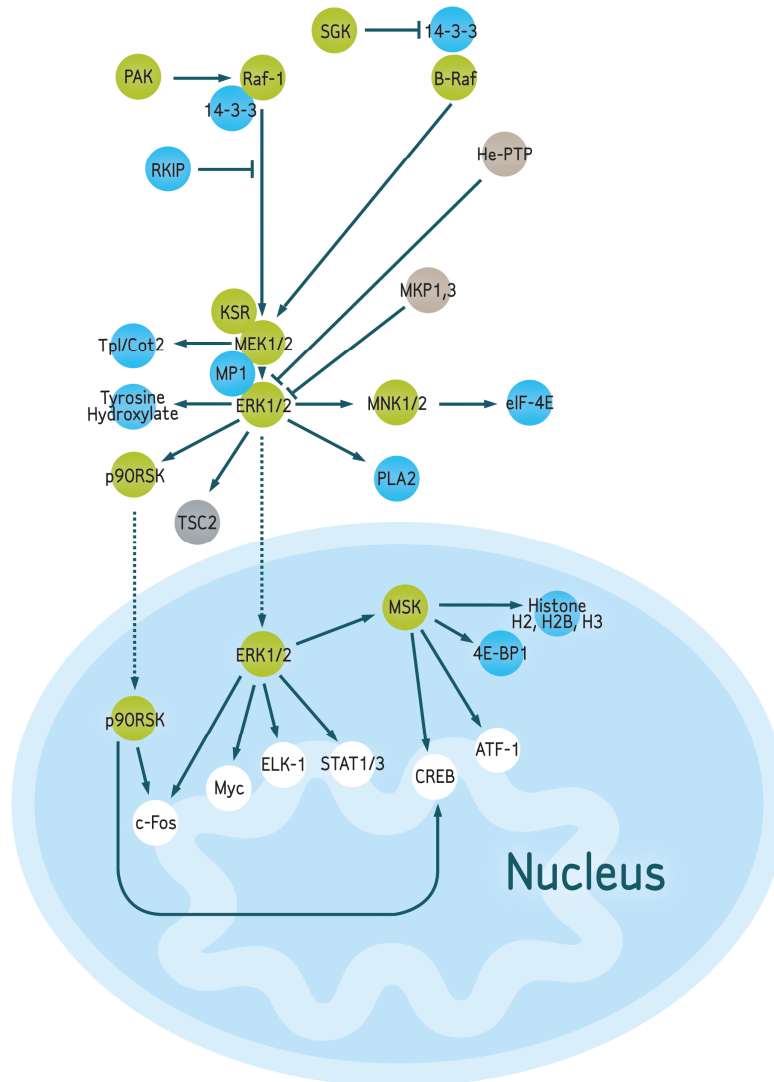 SGK
14-3-3
PAK
Raf-1
B-Raf
14-3-3
He-PTP
RKIP
MKP1,3
KSR
Tpl/Cot2
MEK1/2
MP1
Tyrosine
Hydroxylate
ERK1/2
MNK1/2
eIF-4E
p90RSK
PLA2
TSC2
MSK
Histone
H2, H2B, H3
ERK1/2
4E-BP1
p90RSK
ELK-1
STAT1/3
ATF-1
Myc
CREB
c-Fos
Nucleus